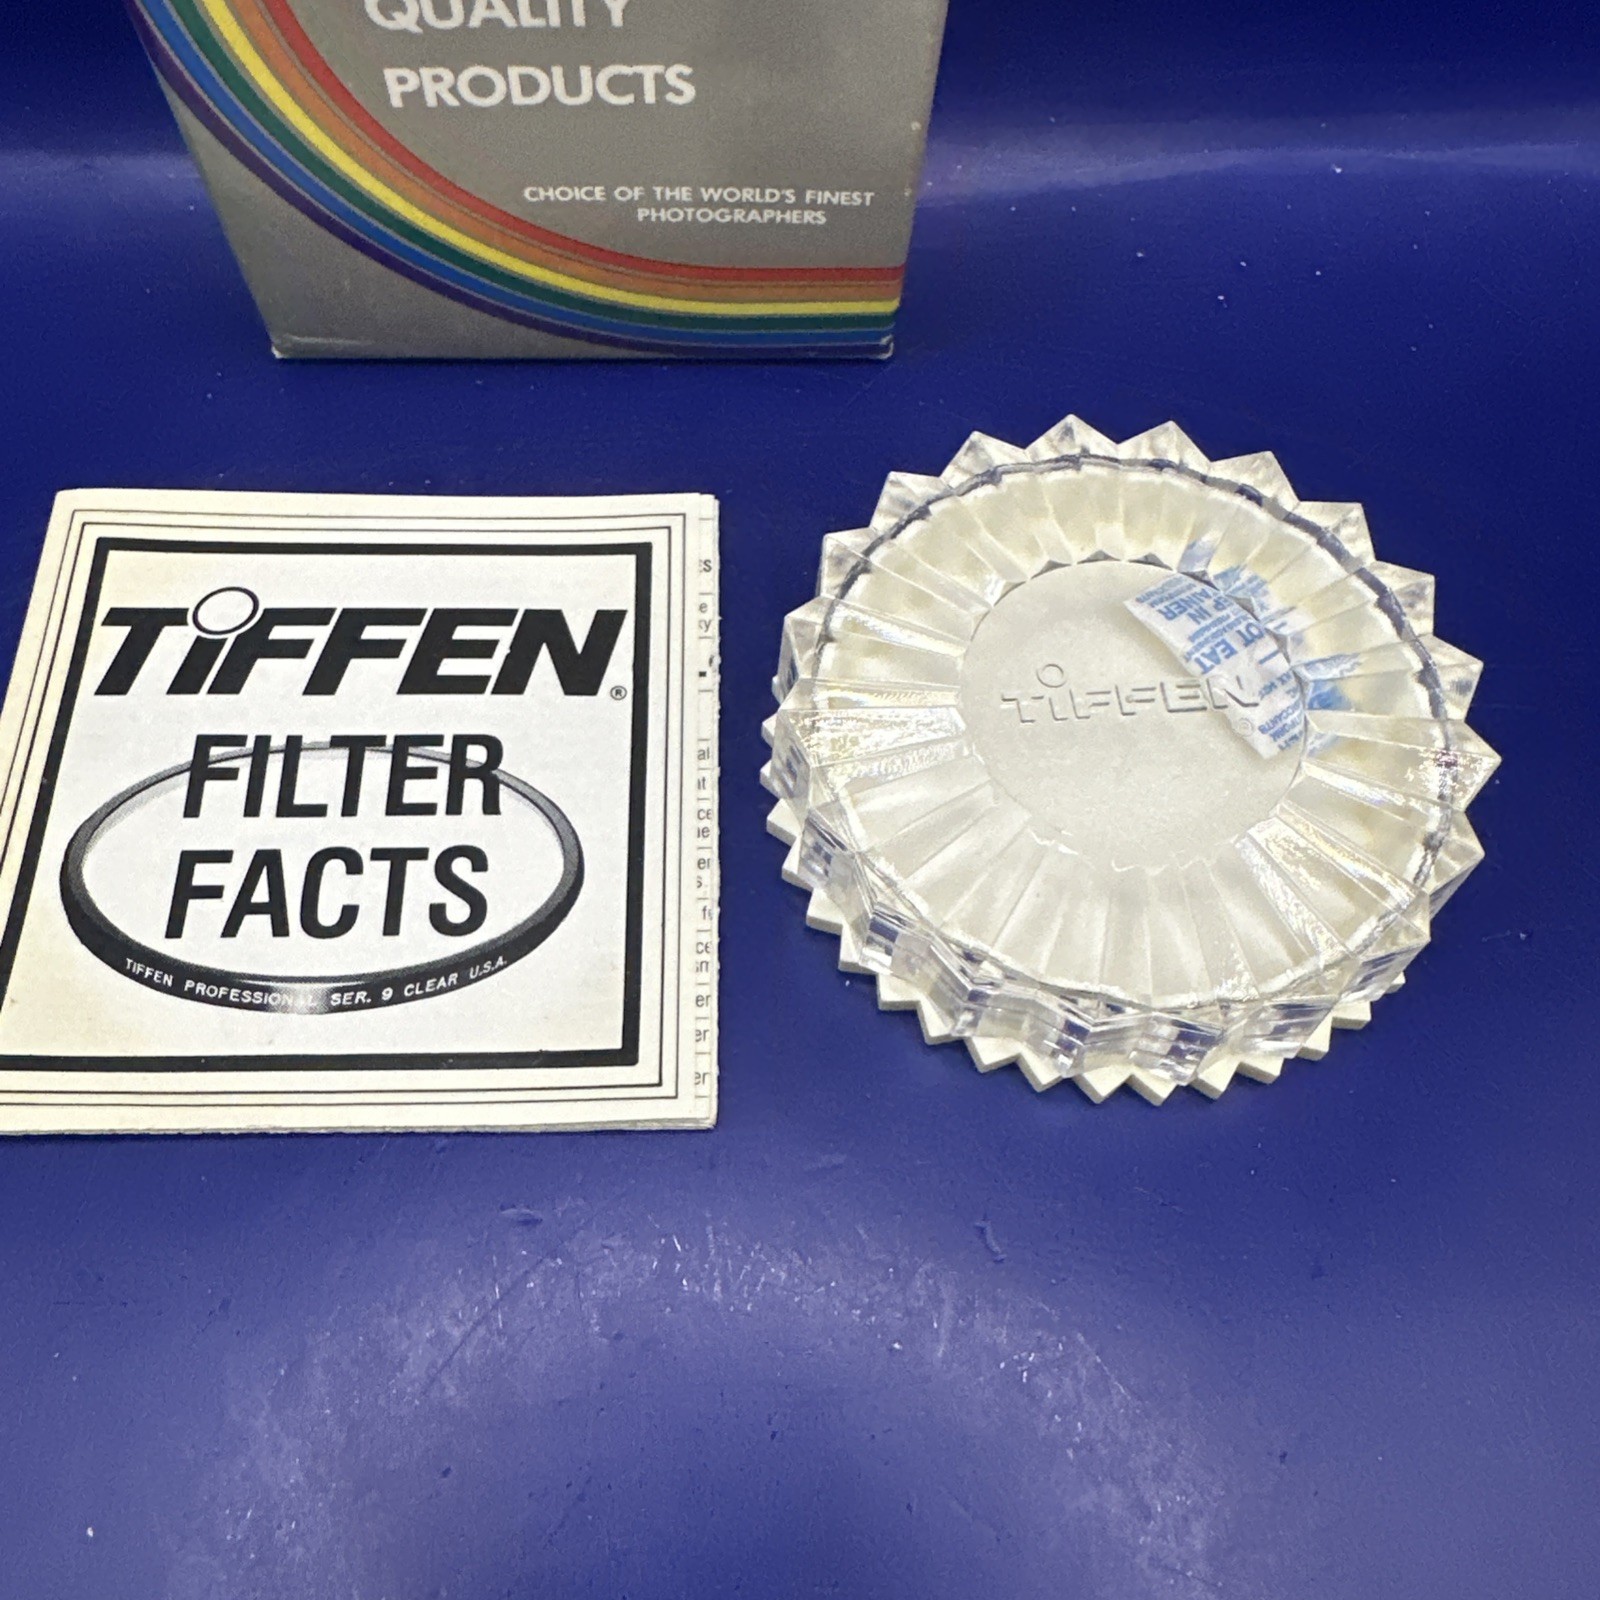 QUALITY
PRODUCTS
CHOICE OF THE WORLD'S FINEST
PHOTOGRAPHERS
TiFFEN®
FILTER
FACTS
TIFFEN PROFESSIONAL SER. 9 CLEAR U.S.A.
TiFFEN®
NOT EAT